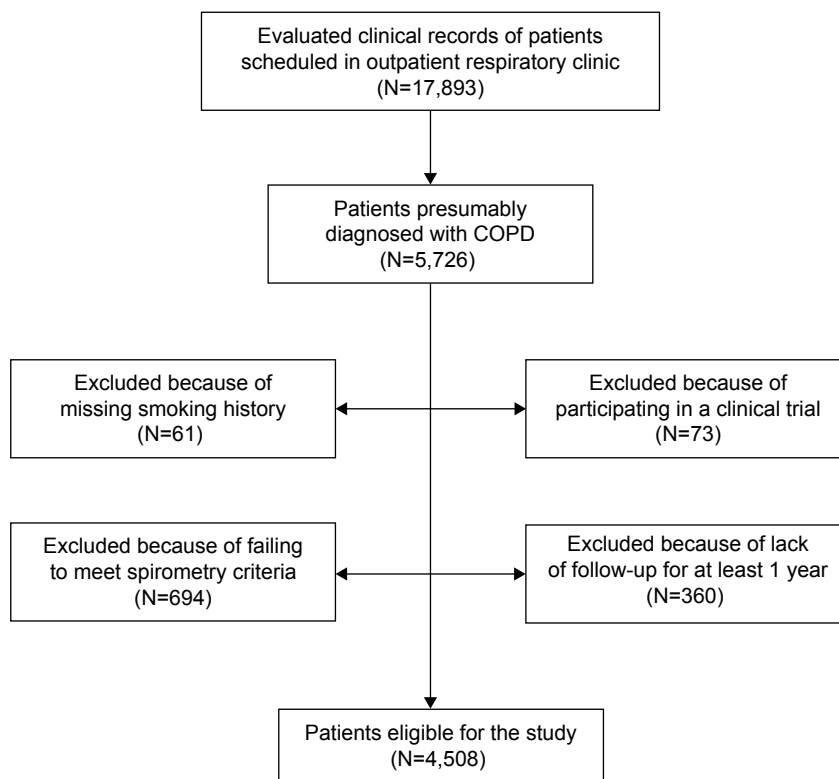 Evaluated clinical records of patients
scheduled in outpatient respiratory clinic
(N=17,893)
Patients presumably
diagnosed with COPD
(N=5,726)
Excluded because of
missing smoking history
(N=61)
Excluded because of
participating in a clinical trial
(N=73)
Excluded because of failing
to meet spirometry criteria
(N=694)
Excluded because of lack
of follow-up for at least 1 year
(N=360)
Patients eligible for the study
(N=4,508)